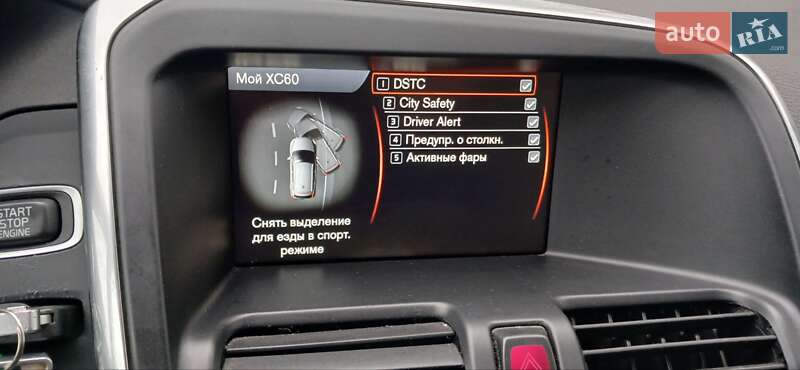 auto RIA
Мой XC60
1 DSTC
2 City Safety
3 Driver Alert
4 Предупр. о столкн.
5 Активные фары
Снять выделение
для езды в спорт.
режиме
START
STOP
ENGINE